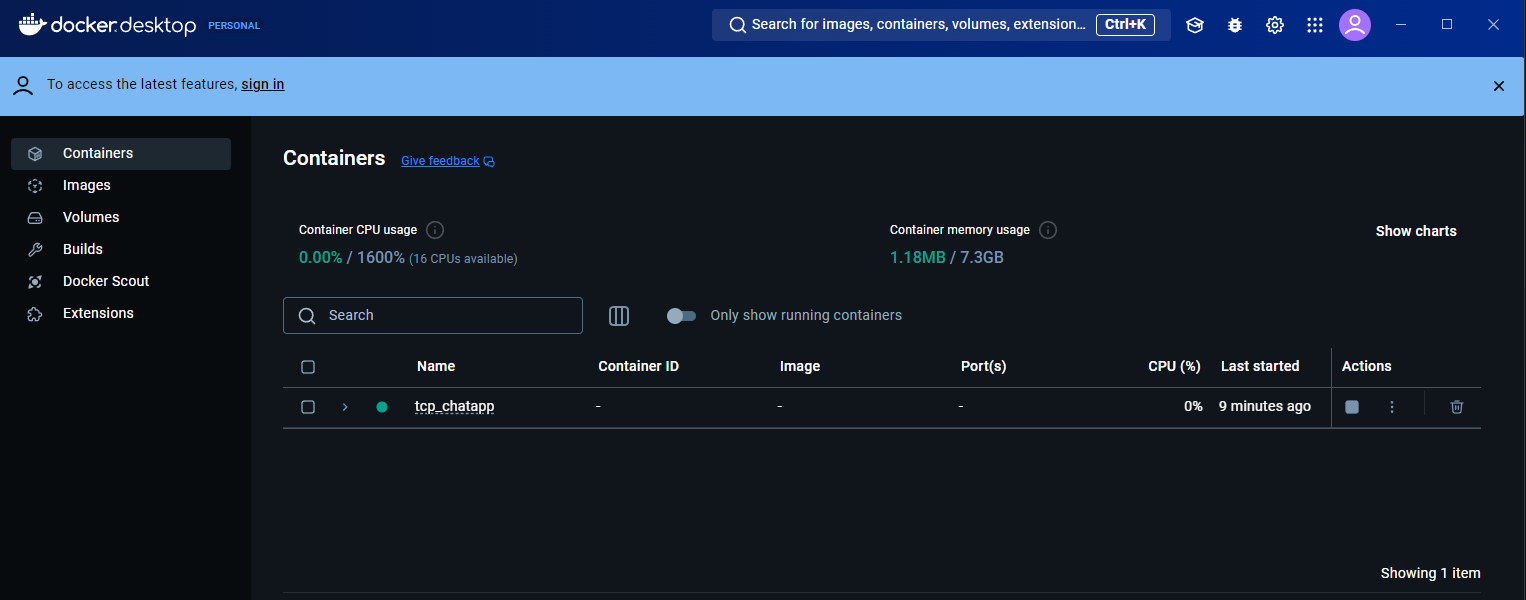 docker.desktop PERSONAL
Search for images, containers, volumes, extension... Ctrl+K
To access the latest features, sign in
Containers
Images
Volumes
Builds
Docker Scout
Extensions
Containers Give feedback
Container CPU usage
0.00% / 1600% (16 CPUs available)
Container memory usage
1.18MB / 7.3GB
Show charts
Search
Only show running containers
Name Container ID Image Port(s) CPU (%) Last started Actions
tcp_chatapp - - - 0% 9 minutes ago
Showing 1 item